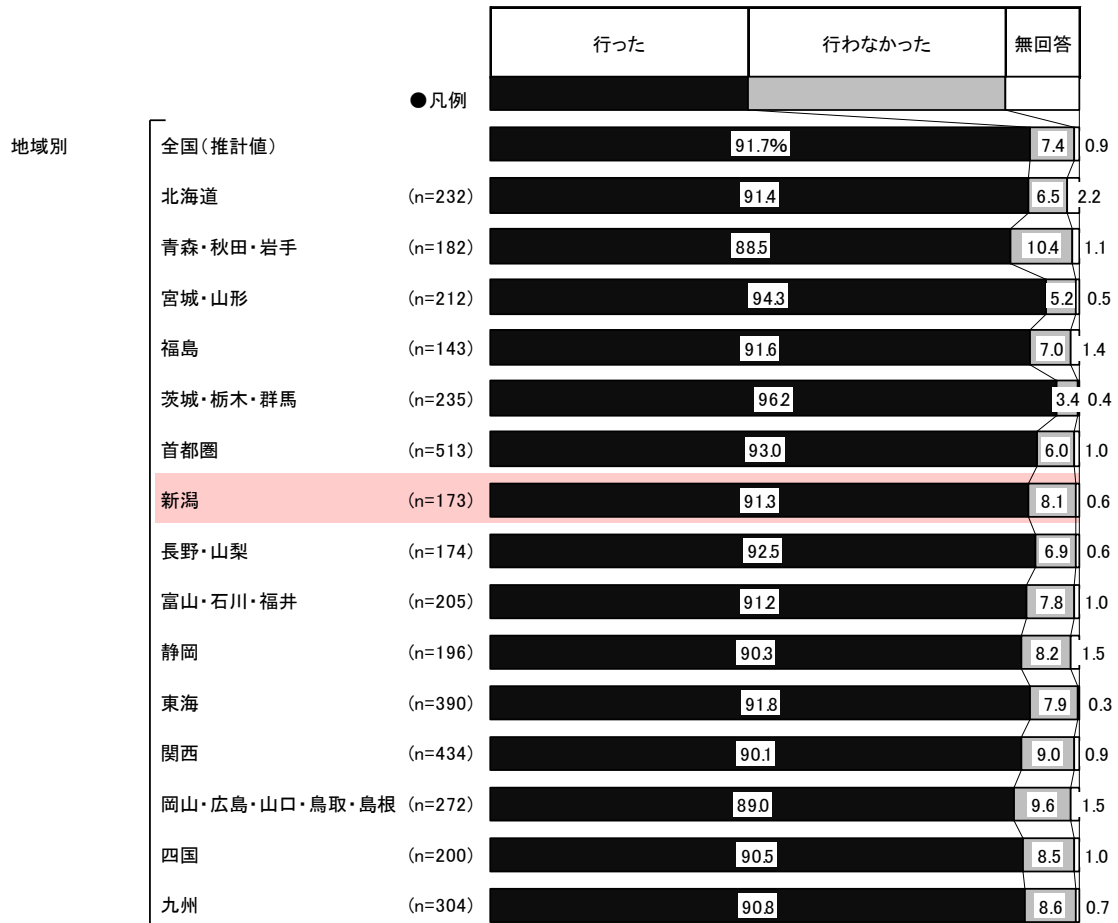 行った 行わなかった 無回答
●凡例
地域別 全国(推計値) 91.7% 7.4 0.9
北海道 (n=232) 91.4 6.5 2.2
青森・秋田・岩手 (n=182) 88.5 10.4 1.1
宮城・山形 (n=212) 94.3 5.2 0.5
福島 (n=143) 91.6 7.0 1.4
茨城・栃木・群馬 (n=235) 96.2 3.4 0.4
首都圏 (n=513) 93.0 6.0 1.0
新潟 (n=173) 91.3 8.1 0.6
長野・山梨 (n=174) 92.5 6.9 0.6
富山・石川・福井 (n=205) 91.2 7.8 1.0
静岡 (n=196) 90.3 8.2 1.5
東海 (n=390) 91.8 7.9 0.3
関西 (n=434) 90.1 9.0 0.9
岡山・広島・山口・鳥取・島根 (n=272) 89.0 9.6 1.5
四国 (n=200) 90.5 8.5 1.0
九州 (n=304) 90.8 8.6 0.7